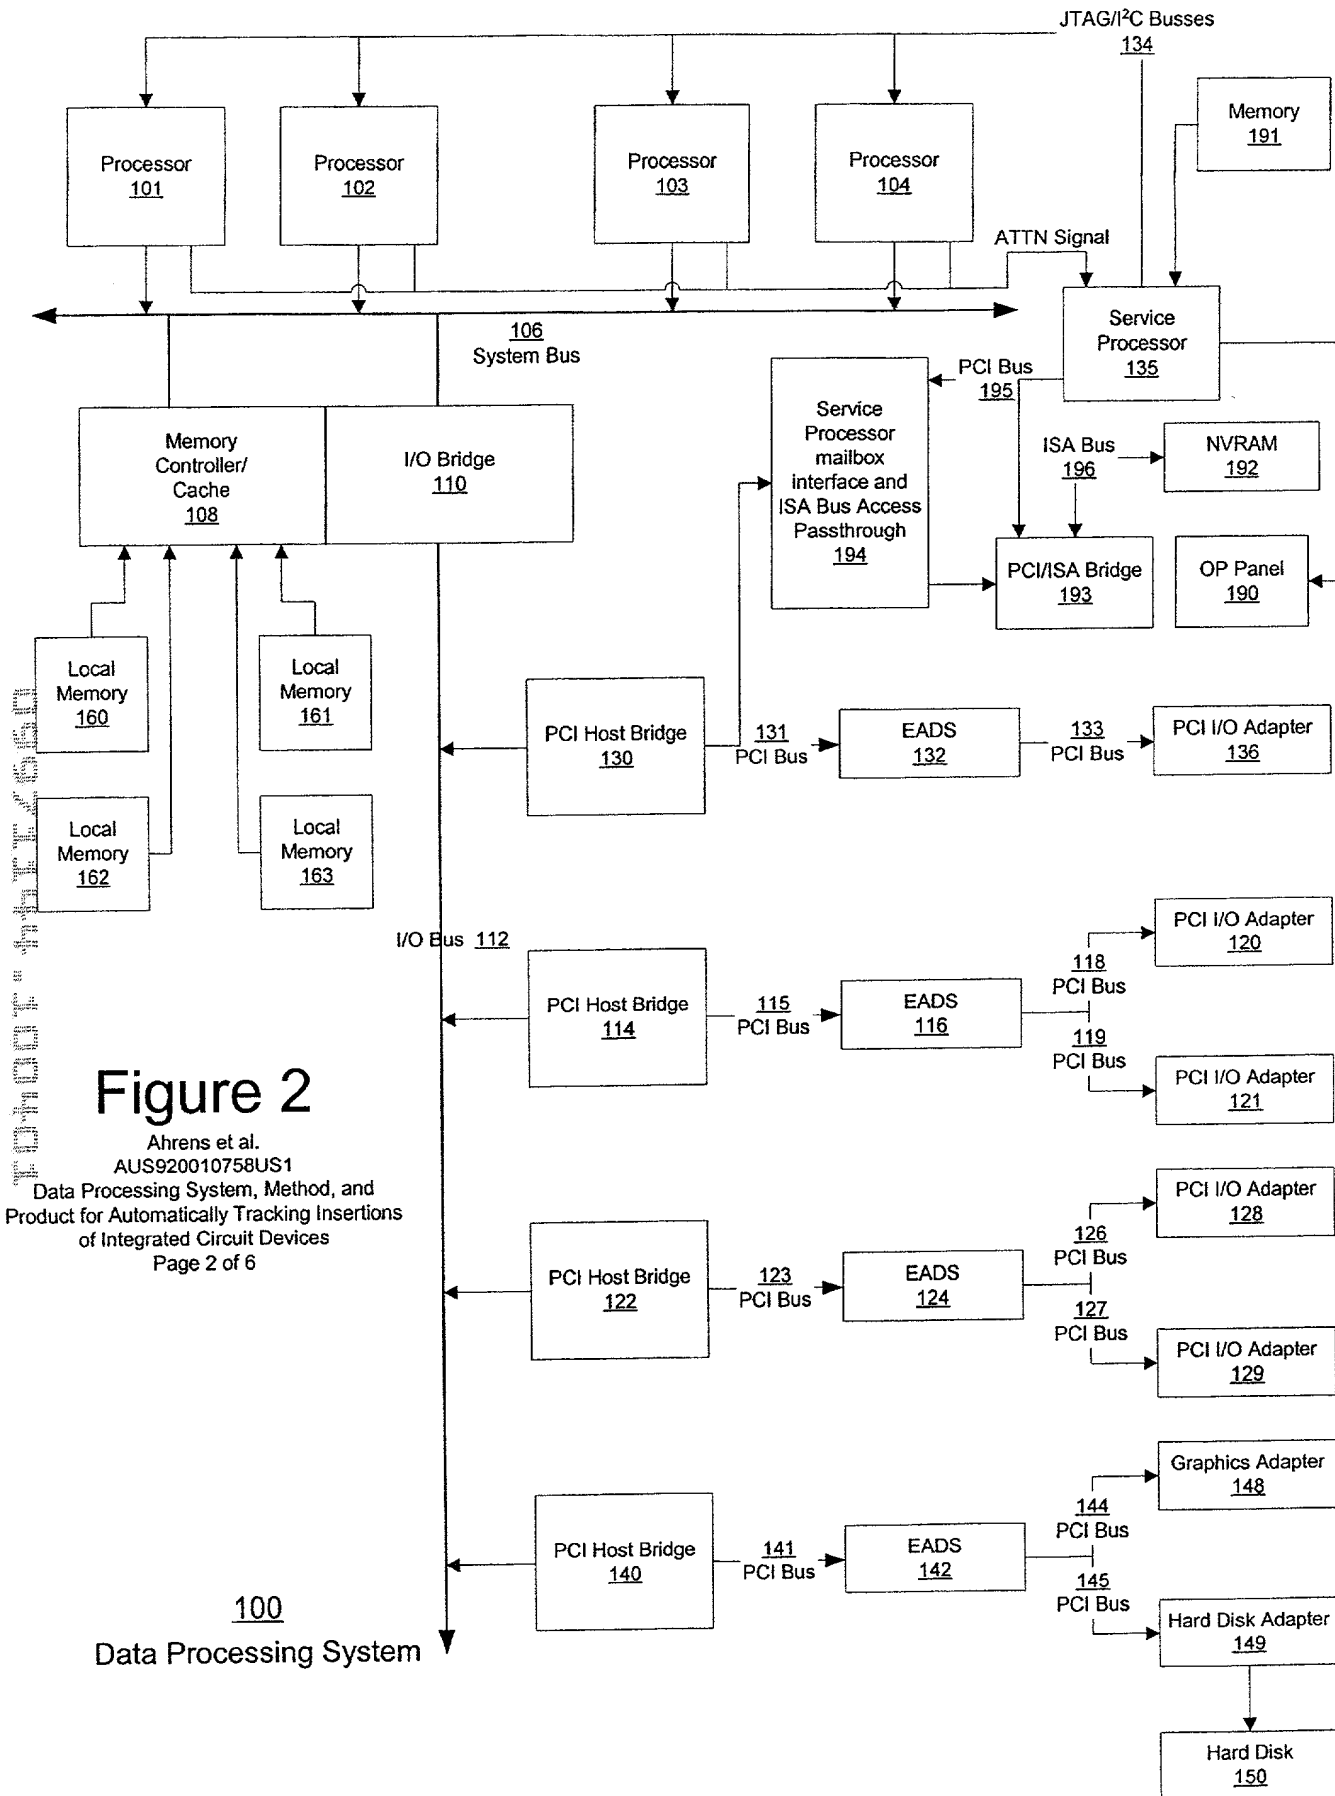 JTAG/I²C Busses
134
Processor
101
Processor
102
Processor
103
Processor
104
Memory
191
ATTN Signal
106
System Bus
Service
Processor
135
PCI Bus
195
Service
Processor
mailbox
interface and
ISA Bus Access
Passthrough
194
Memory
Controller/
Cache
108
I/O Bridge
110
ISA Bus
196
NVRAM
192
PCI/ISA Bridge
193
OP Panel
190
Local
Memory
160
Local
Memory
161
PCI Host Bridge
130
131
PCI Bus
EADS
132
133
PCI Bus
PCI I/O Adapter
136
Local
Memory
162
Local
Memory
163
I/O Bus 112
PCI Host Bridge
114
115
PCI Bus
EADS
116
118
PCI Bus
119
PCI Bus
PCI I/O Adapter
120
PCI I/O Adapter
121
Figure 2
Ahrens et al.
AUS920010758US1
Data Processing System, Method, and
Product for Automatically Tracking Insertions
of Integrated Circuit Devices
Page 2 of 6
PCI Host Bridge
122
123
PCI Bus
EADS
124
126
PCI Bus
127
PCI Bus
PCI I/O Adapter
128
PCI I/O Adapter
129
PCI Host Bridge
140
141
PCI Bus
EADS
142
144
PCI Bus
145
PCI Bus
Graphics Adapter
148
Hard Disk Adapter
149
Hard Disk
150
100
Data Processing System